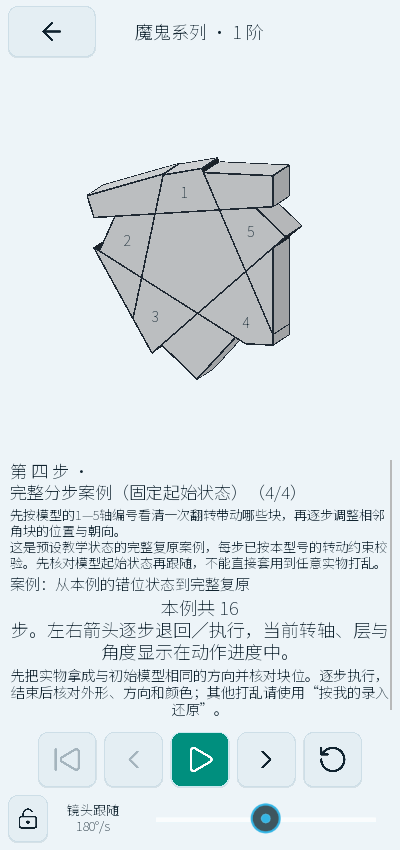 魔鬼系列 · 1 阶
1
2
5
3
4
第 四 步 ·
完整分步案例（固定起始状态）（4/4）
先按模型的1—5轴编号看清一次翻转带动哪些块，再逐步调整相邻
角块的位置与朝向。
这是预设教学状态的完整复原案例，每步已按本型号的转动约束校
验。先核对模型起始状态再跟随，不能直接套用到任意实物打乱。
案例：从本例的错位状态到完整复原
本例共 16
步。左右箭头逐步退回／执行，当前转轴、层与
角度显示在动作进度中。
先把实物拿成与初始模型相同的方向并核对块位。逐步执行，
结束后核对外形、方向和颜色；其他打乱请使用“按我的录入
还原”。
镜头跟随
180°/s